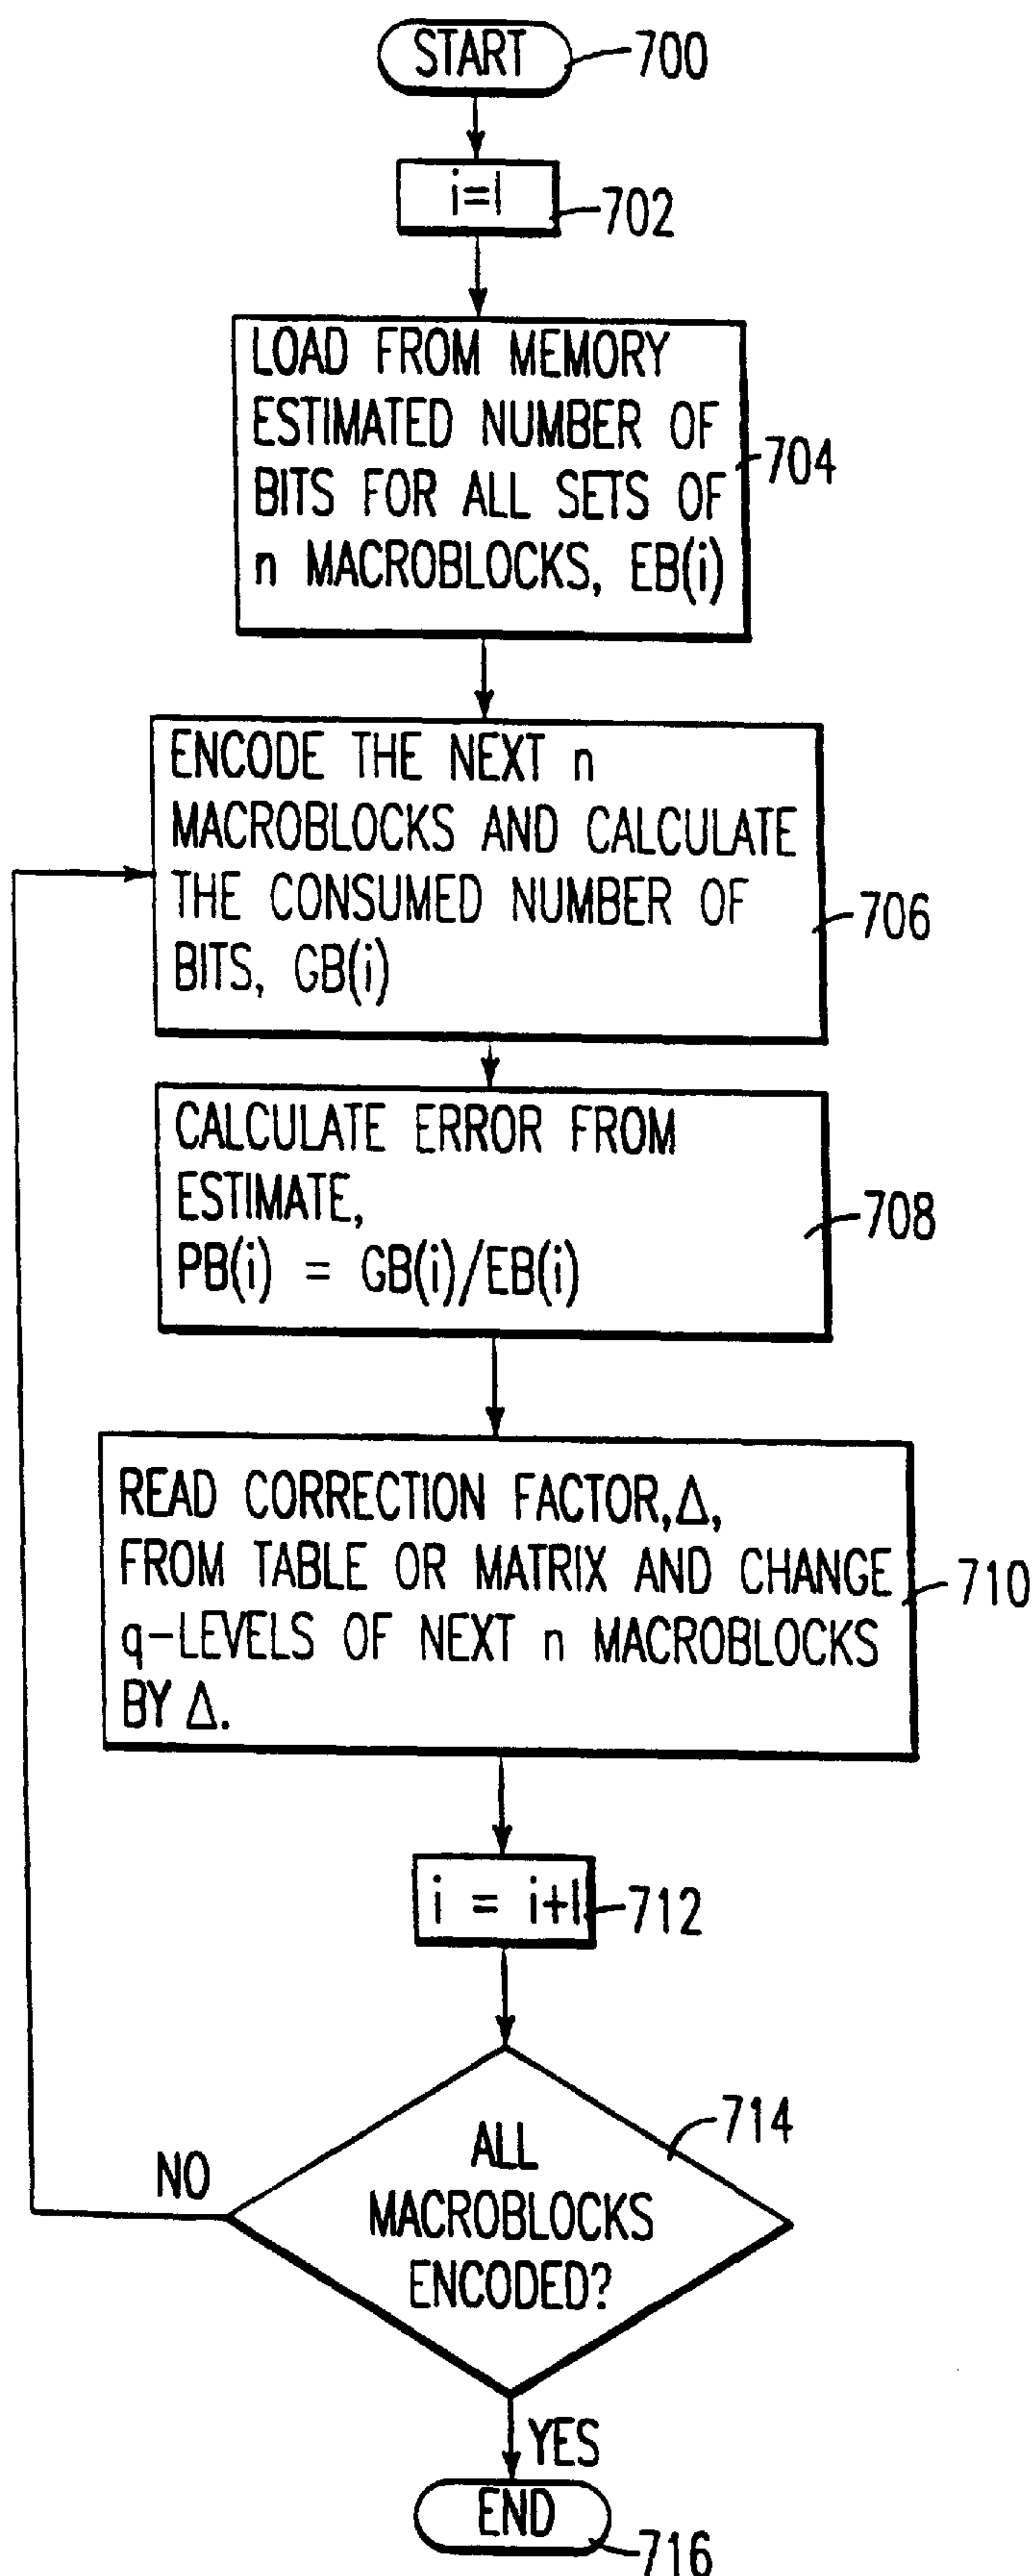 START
700
i=1
702
LOAD FROM MEMORY
ESTIMATED NUMBER OF
BITS FOR ALL SETS OF
n MACROBLOCKS, EB(i)
704
ENCODE THE NEXT n
MACROBLOCKS AND CALCULATE
THE CONSUMED NUMBER OF
BITS, GB(i)
706
CALCULATE ERROR FROM
ESTIMATE,
PB(i) = GB(i)/EB(i)
708
READ CORRECTION FACTOR,Δ,
FROM TABLE OR MATRIX AND CHANGE
q-LEVELS OF NEXT n MACROBLOCKS
BY Δ.
710
i = i+1
712
ALL
MACROBLOCKS
ENCODED?
714
NO
YES
END
716